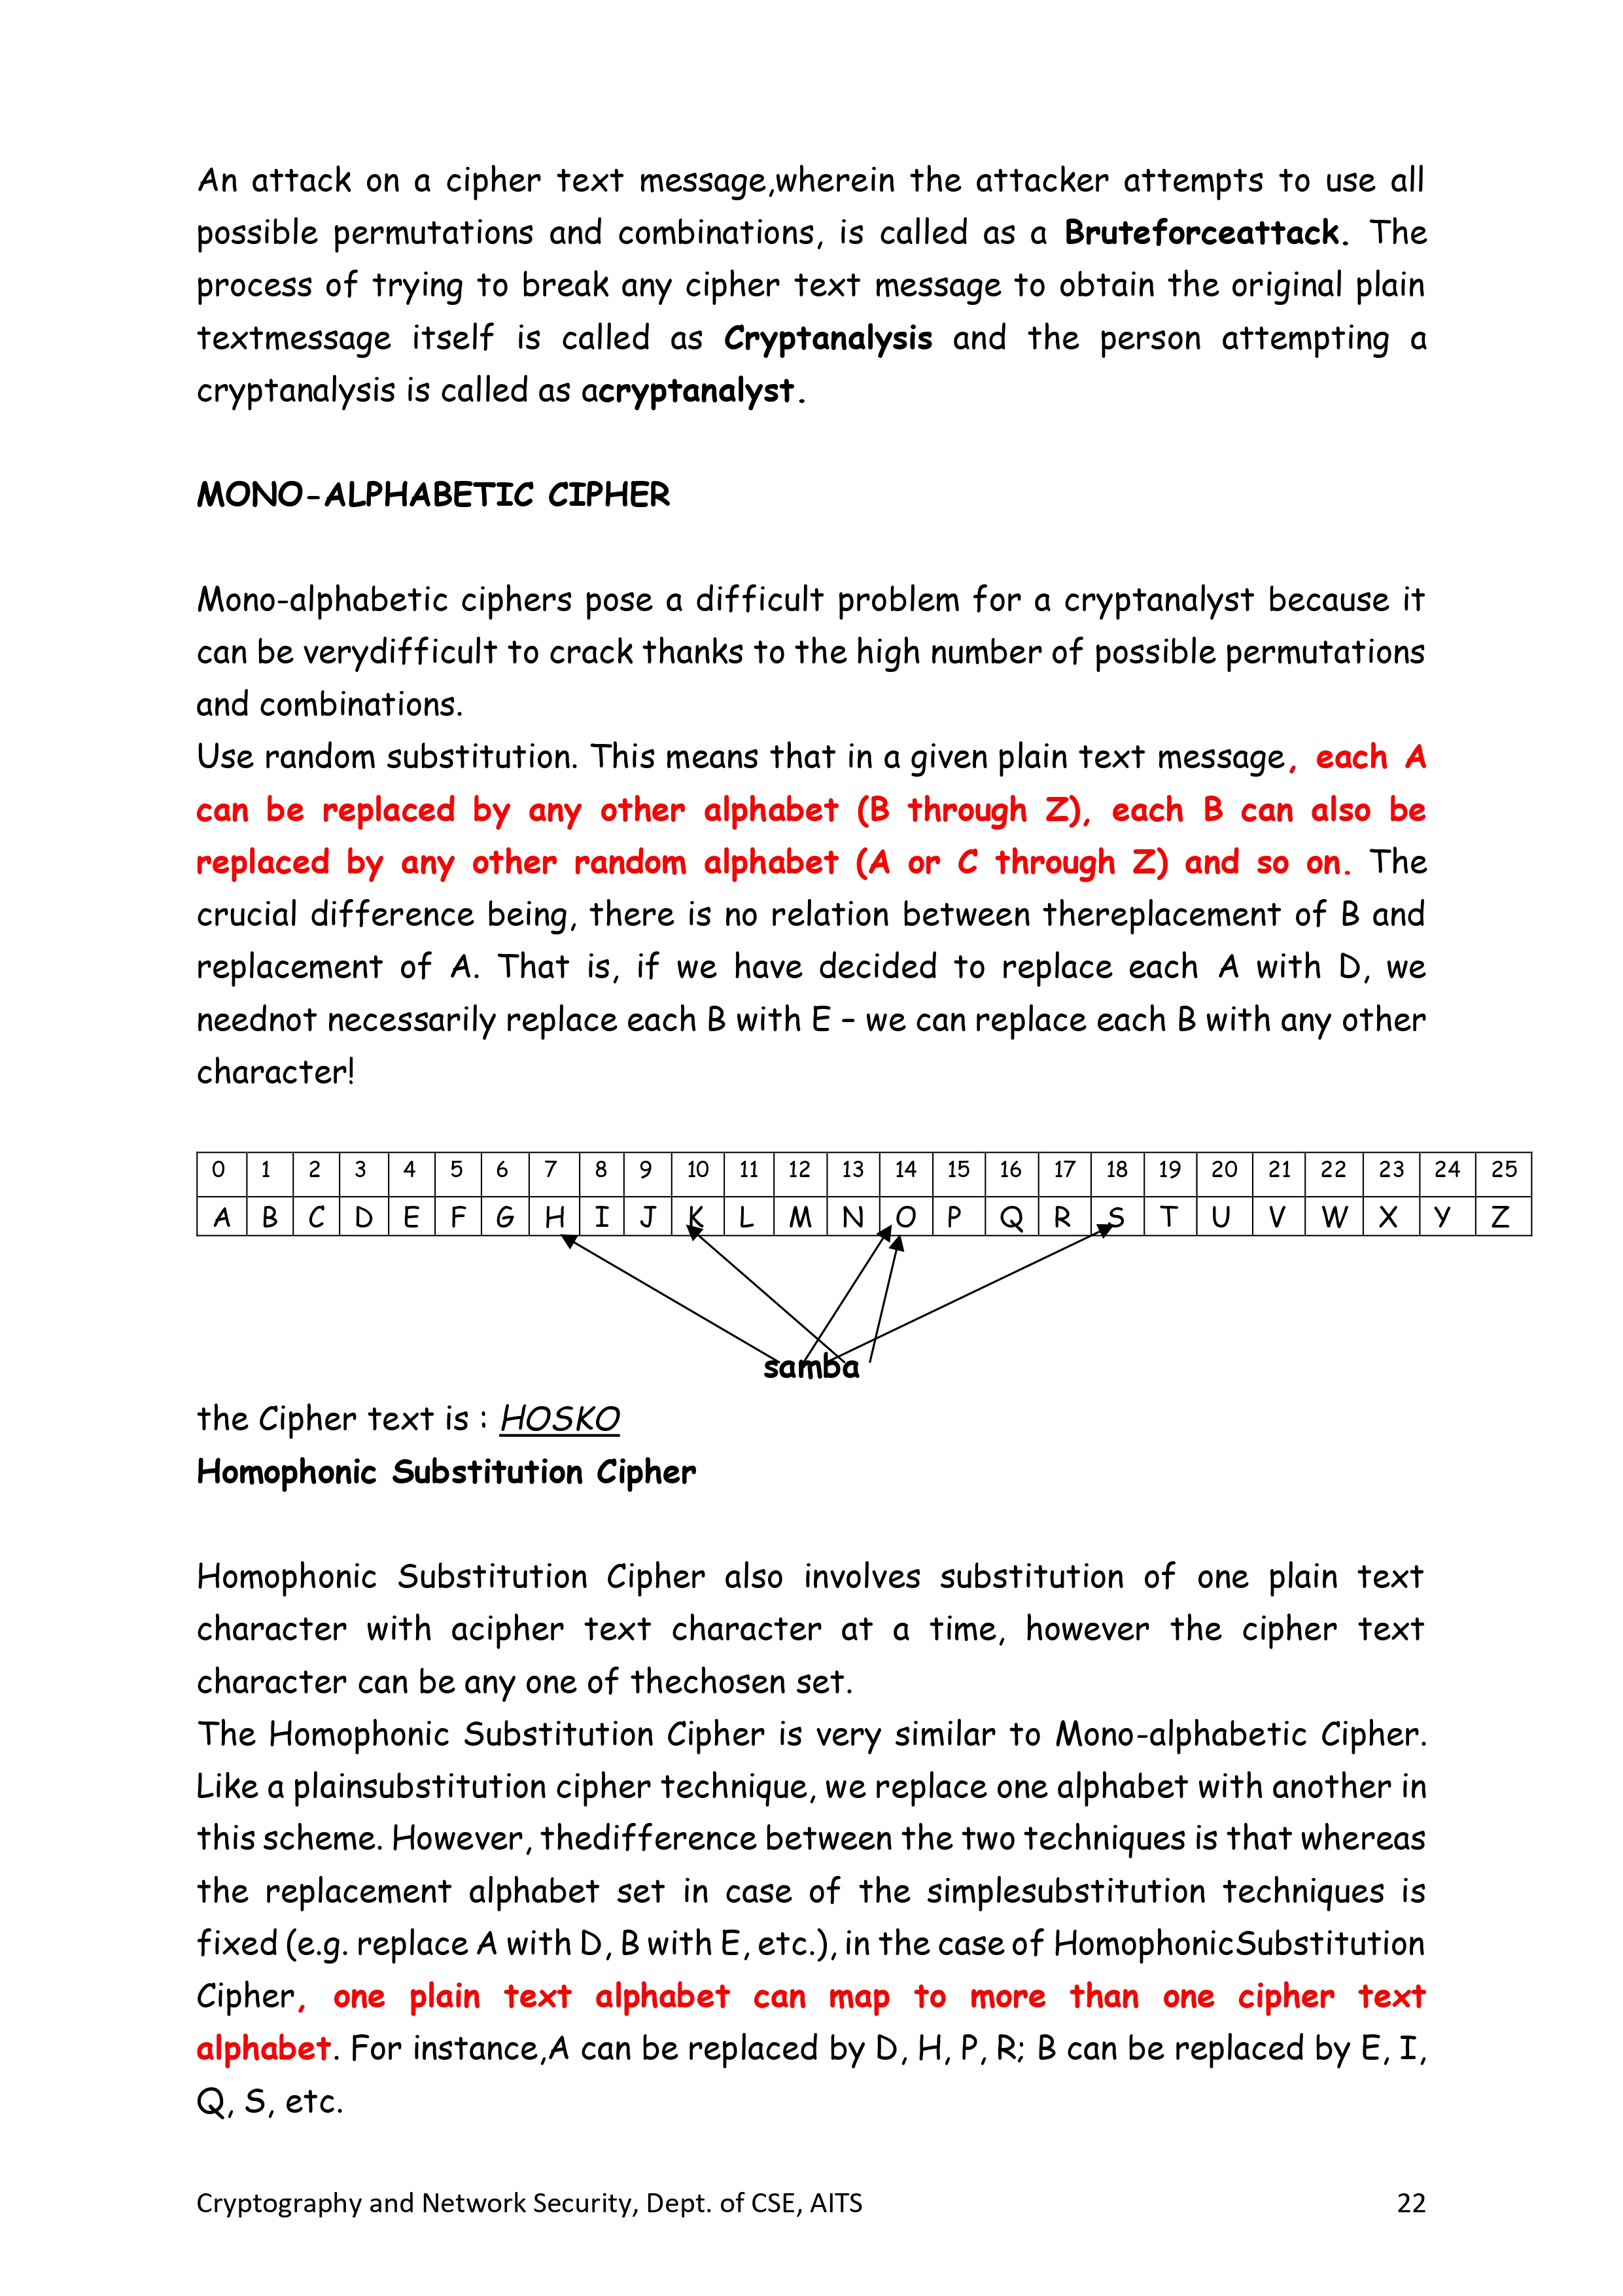 An attack on a cipher text message,wherein the attacker attempts to use all
possible permutations and combinations, is called as a Bruteforceattack. The
process of trying to break any cipher text message to obtain the original plain
textmessage itself is called as Cryptanalysis and the person attempting a
cryptanalysis is called as acryptanalyst.
MONO-ALPHABETIC CIPHER
Mono-alphabetic ciphers pose a difficult problem for a cryptanalyst because it
can be verydifficult to crack thanks to the high number of possible permutations
and combinations.
Use random substitution. This means that in a given plain text message, each A
can be replaced by any other alphabet (B through Z), each B can also be
replaced by any other random alphabet (A or C through Z) and so on. The
crucial difference being, there is no relation between thereplacement of B and
replacement of A. That is, if we have decided to replace each A with D, we
neednot necessarily replace each B with E – we can replace each B with any other
character!
0 1 2 3 4 5 6 7 8 9 10 11 12 13 14 15 16 17 18 19 20 21 22 23 24 25
A B C D E F G H I J K L M N O P Q R S T U V W X Y Z
samba
the Cipher text is : HOSKO
Homophonic Substitution Cipher
Homophonic Substitution Cipher also involves substitution of one plain text
character with acipher text character at a time, however the cipher text
character can be any one of thechosen set.
The Homophonic Substitution Cipher is very similar to Mono-alphabetic Cipher.
Like a plainsubstitution cipher technique, we replace one alphabet with another in
this scheme. However, thedifference between the two techniques is that whereas
the replacement alphabet set in case of the simplesubstitution techniques is
fixed (e.g. replace A with D, B with E, etc.), in the case of HomophonicSubstitution
Cipher, one plain text alphabet can map to more than one cipher text
alphabet. For instance,A can be replaced by D, H, P, R; B can be replaced by E, I,
Q, S, etc.
Cryptography and Network Security, Dept. of CSE, AITS 22